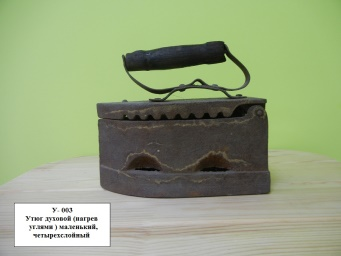 У- 003
Утюг духовой (нагрев
углями ) маленький,
четырехслойный